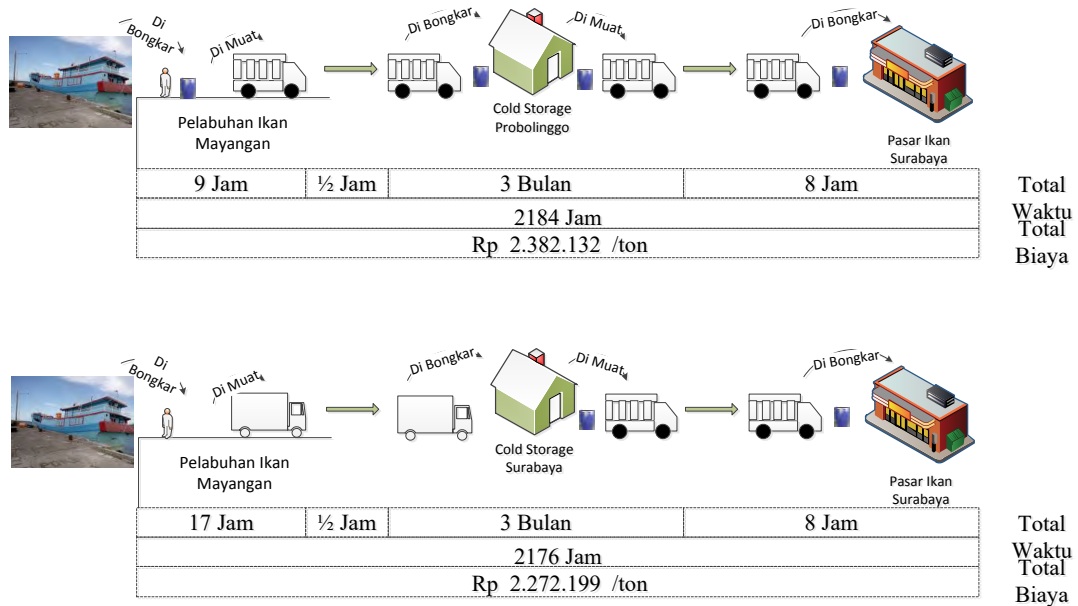 Di
Bongkar
Di Muat
Di Bongkar
Di Muat
Di Bongkar
Cold Storage
Probolinggo
Pelabuhan Ikan
Mayangan
Pasar Ikan
Surabaya
9 Jam
½ Jam
3 Bulan
8 Jam
Total
Waktu
2184 Jam
Total
Biaya
Rp 2.382.132 /ton
Di
Bongkar
Di Muat
Di Bongkar
Di Muat
Di Bongkar
Cold Storage
Surabaya
Pelabuhan Ikan
Mayangan
Pasar Ikan
Surabaya
17 Jam
½ Jam
3 Bulan
8 Jam
Total
Waktu
2176 Jam
Total
Biaya
Rp 2.272.199 /ton